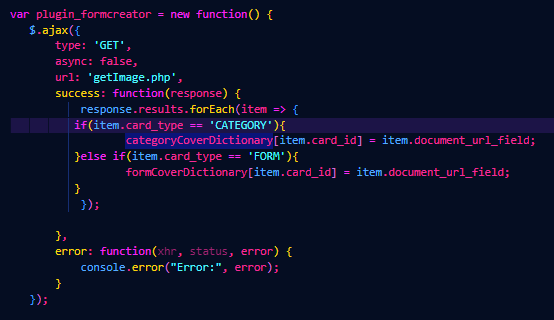 var plugin_formcreator = new function() {
$.ajax({
type: 'GET',
async: false,
url: 'getImage.php',
success: function(response) {
response.results.forEach(item => {
if(item.card_type == 'CATEGORY'){
categoryCoverDictionary[item.card_id] = item.document_url_field;
}else if(item.card_type == 'FORM'){
formCoverDictionary[item.card_id] = item.document_url_field;
}
});
},
error: function(xhr, status, error) {
console.error("Error:", error);
}
});